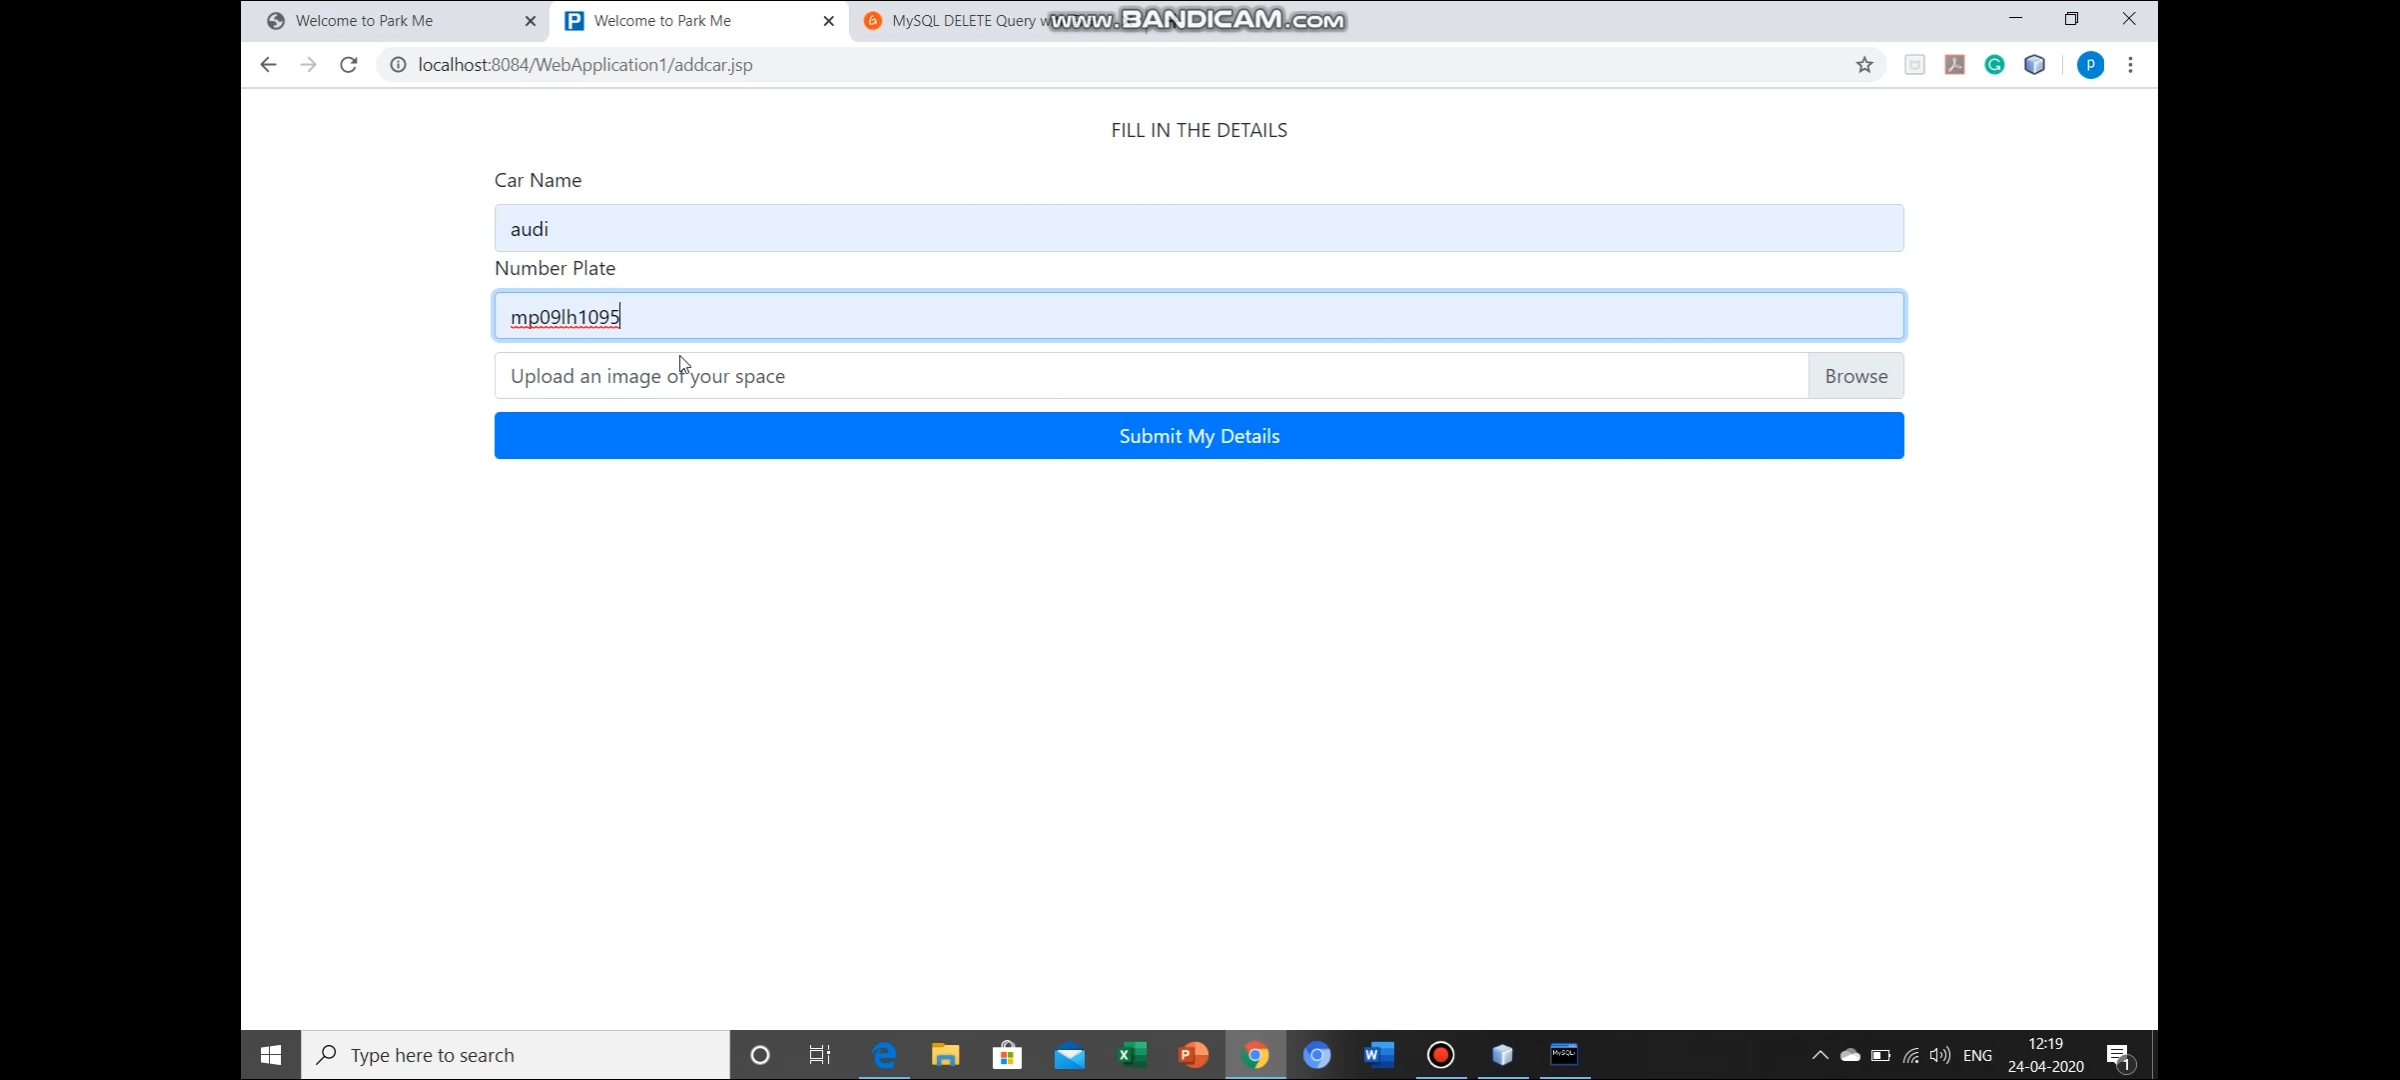 Welcome to Park Me
Welcome to Park Me
MySQL DELETE Query w
www.BANDICAM.com
localhost:8084/WebApplication1/addcar.jsp
P
FILL IN THE DETAILS
Car Name
audi
Number Plate
mp09lh1095
Upload an image of your space
Browse
Submit My Details
Type here to search
ENG
12:19
24-04-2020
1